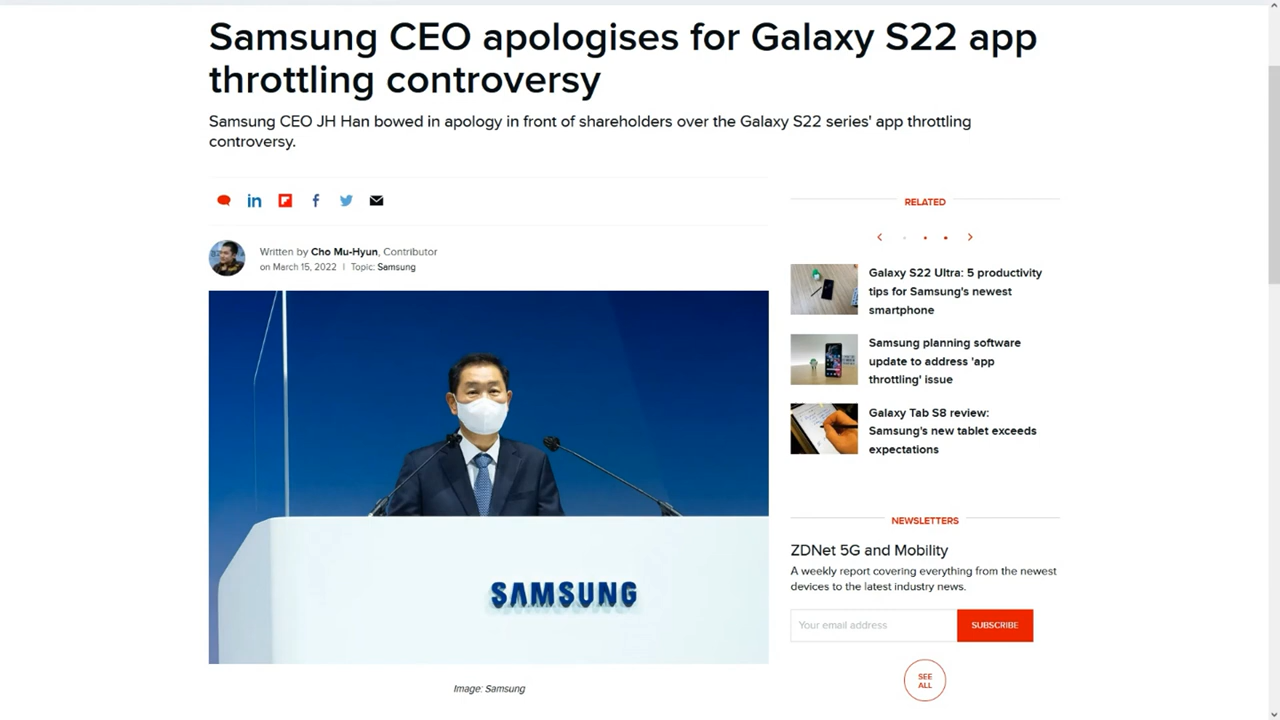 Samsung CEO apologises for Galaxy S22 app
throttling controversy
Samsung CEO JH Han bowed in apology in front of shareholders over the Galaxy S22 series' app throttling
controversy.
Written by Cho Mu-Hyun, Contributor
on March 15, 2022 | Topic: Samsung
SAMSUNG
Image: Samsung
RELATED
Galaxy S22 Ultra: 5 productivity
tips for Samsung's newest
smartphone
Samsung planning software
update to address 'app
throttling' issue
Galaxy Tab S8 review:
Samsung's new tablet exceeds
expectations
NEWSLETTERS
ZDNet 5G and Mobility
A weekly report covering everything from the newest
devices to the latest industry news.
Your email address
SUBSCRIBE
SEE
ALL